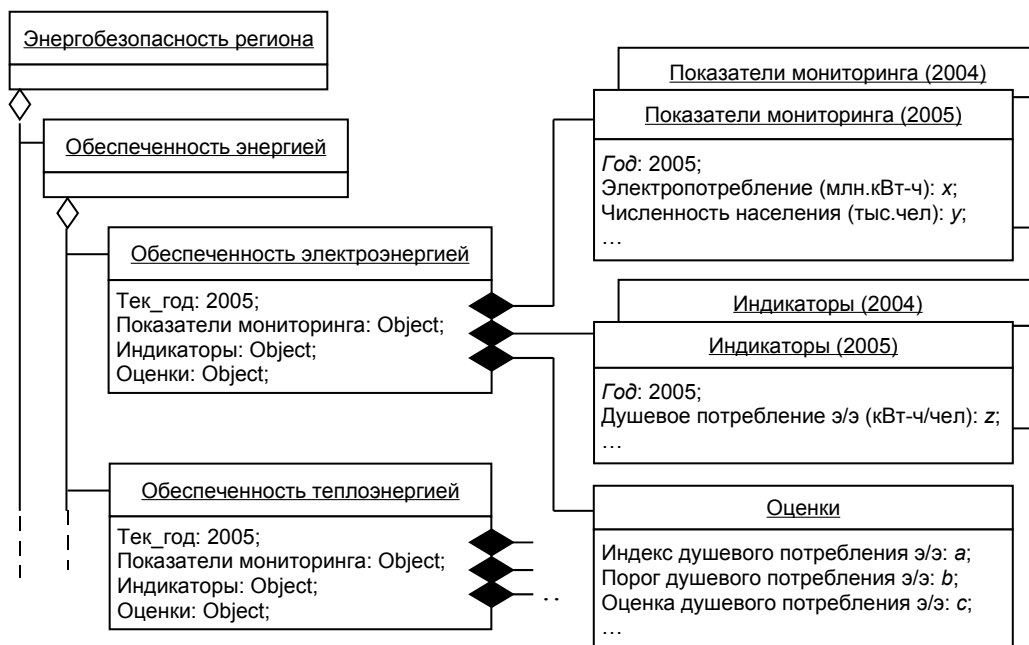 Энергобезопасность региона
Обеспеченность энергией
Обеспеченность электроэнергией
Тек_год: 2005;
Показатели мониторинга: Object;
Индикаторы: Object;
Оценки: Object;
Обеспеченность теплоэнергией
Тек_год: 2005;
Показатели мониторинга: Object;
Индикаторы: Object;
Оценки: Object;
. .
Показатели мониторинга (2004)
Показатели мониторинга (2005)
Год: 2005;
Электропотребление (млн.кВт-ч): x;
Численность населения (тыс.чел): y;
…
Индикаторы (2004)
Индикаторы (2005)
Год: 2005;
Душевое потребление э/э (кВт-ч/чел): z;
…
Оценки
Индекс душевого потребления э/э: a;
Порог душевого потребления э/э: b;
Оценка душевого потребления э/э: c;
…